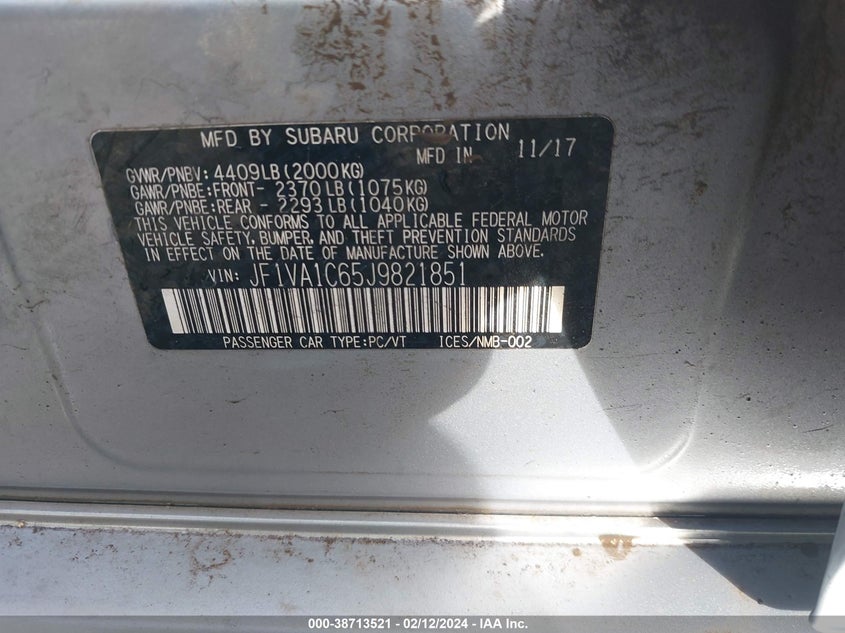 MFD BY SUBARU CORPORATION
MFD IN 11/17
GVWR/PNBV: 4409LB(2000KG)
GAWR/PNBE:FRONT- 2370LB(1075KG)
GAWR/PNBE:REAR - 2293LB(1040KG)
THIS VEHICLE CONFORMS TO ALL APPLICABLE FEDERAL MOTOR
VEHICLE SAFETY, BUMPER, AND THEFT PREVENTION STANDARDS
IN EFFECT ON THE DATE OF MANUFACTURE SHOWN ABOVE.
VIN: JF1VA1C65J9821851
PASSENGER CAR TYPE:PC/VT ICES/NMB-002
000-38713521 - 02/12/2024 - IAA Inc.